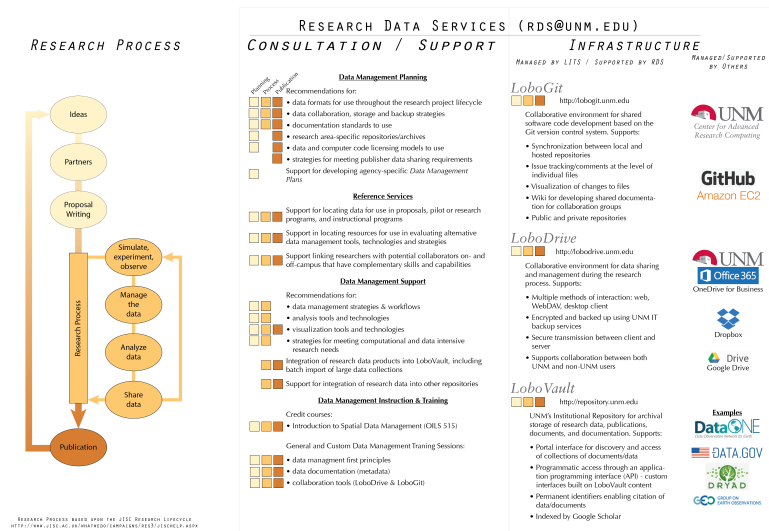 Research Data Services (rds@unm.edu)
Research Process
Consultation / Support
Infrastructure
Managed by LITS / Supported by RDS
Managed/Supported
by Others
Ideas
Partners
Proposal
Writing
Research Process
Simulate,
experiment,
observe
Manage
the
data
Analyze
data
Share
data
Publication
Research Process based upon the JISC Research Lifecycle
http://www.jisc.ac.uk/whatwedo/campaigns/res3/jischelp.aspx
Planning
Process
Publication
Data Management Planning
Recommendations for:
• data formats for use throughout the research project lifecycle
• data collaboration, storage and backup strategies
• documentation standards to use
• research area-specific repositories/archives
• data and computer code licensing models to use
• strategies for meeting publisher data sharing requirements
Support for developing agency-specific Data Management
Plans
Reference Services
Support for locating data for use in proposals, pilot or research
programs, and instructional programs
Support in locating resources for use in evaluating alternative
data management tools, technologies and strategies
Support linking researchers with potential collaborators on- and
off-campus that have complementary skills and capabilities
Data Management Support
Recommendations for:
• data management strategies & workflows
• analysis tools and technologies
• visualization tools and technologies
• strategies for meeting computational and data intensive
research needs
Integration of research data products into LoboVault, including
batch import of large data collections
Support for integration of research data into other repositories
Data Management Instruction & Training
Credit courses:
• Introduction to Spatial Data Management (OILS 515)
General and Custom Data Management Traning Sessions:
• data managment first principles
• data documentation (metadata)
• collaboration tools (LoboDrive & LoboGit)
LoboGit
http://lobogit.unm.edu
Collaborative environment for shared
software code development based on the
Git version control system. Supports:
• Synchronization between local and
hosted repositories
• Issue tracking/comments at the level of
individual files
• Visualization of changes to files
• Wiki for developing shared documenta-
tion for collaboration groups
• Public and private repositories
LoboDrive
http://lobodrive.unm.edu
Collaborative environment for data sharing
and management during the research
process. Supports:
• Multiple methods of interaction: web,
WebDAV, desktop client
• Encrypted and backed up using UNM IT
backup services
• Secure transmission between client and
server
• Supports collaboration between both
UNM and non-UNM users
LoboVault
http://repository.unm.edu
UNM's Institutional Repository for archival
storage of research data, publications,
documents, and documentation. Supports:
• Portal interface for discovery and access
of collections of documents/data
• Programmatic access through an applica-
tion programming interface (API) - custom
interfaces built on LoboVault content
• Permanent identifiers enabling citation of
data/documents
• Indexed by Google Scholar
UNM
Center for Advanced
Research Computing
GitHub
Amazon EC2
UNM
Office 365
OneDrive for Business
Dropbox
Drive
Google Drive
Examples
DataONE
Data Observation Network for Earth
DATA.GOV
DRYAD
GEO GROUP ON
EARTH OBSERVATIONS